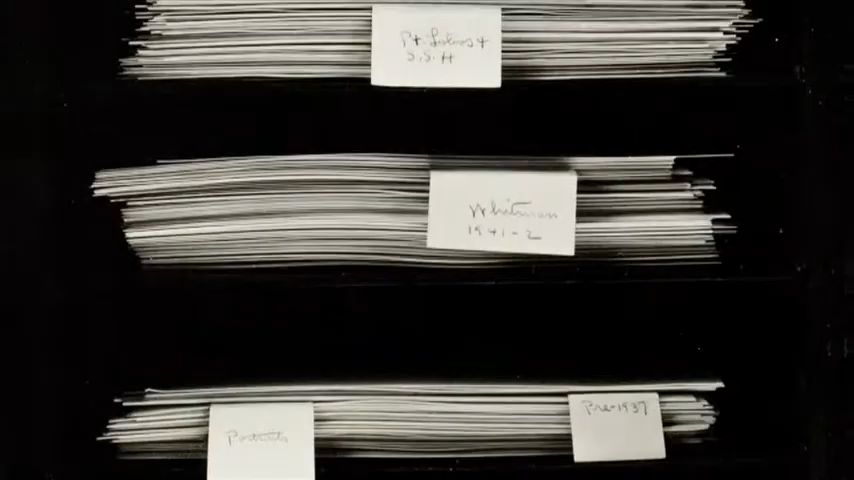 Pt. Lobos +
S.S.H
Whitman
1941-2
Portraits
Pre-1937